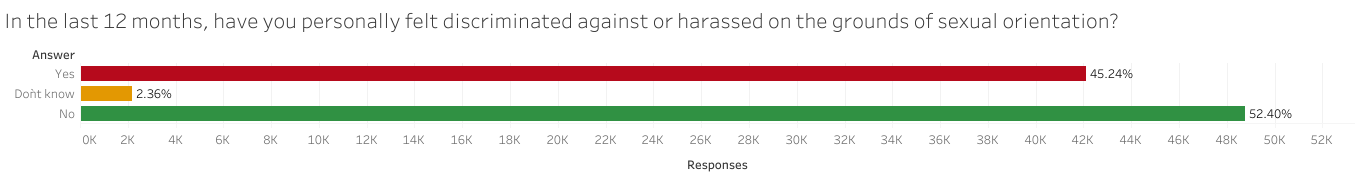 In the last 12 months, have you personally felt discriminated against or harassed on the grounds of sexual orientation?
Answer
Yes 45.24%
Doǹt know 2.36%
No 52.40%
0K 2K 4K 6K 8K 10K 12K 14K 16K 18K 20K 22K 24K 26K 28K 30K 32K 34K 36K 38K 40K 42K 44K 46K 48K 50K 52K
Responses